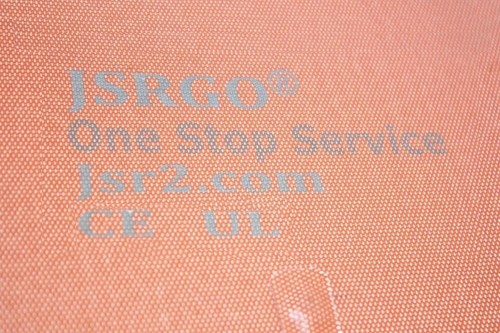 JSRGO®
One Stop Service
Jsr2.com
CE UL